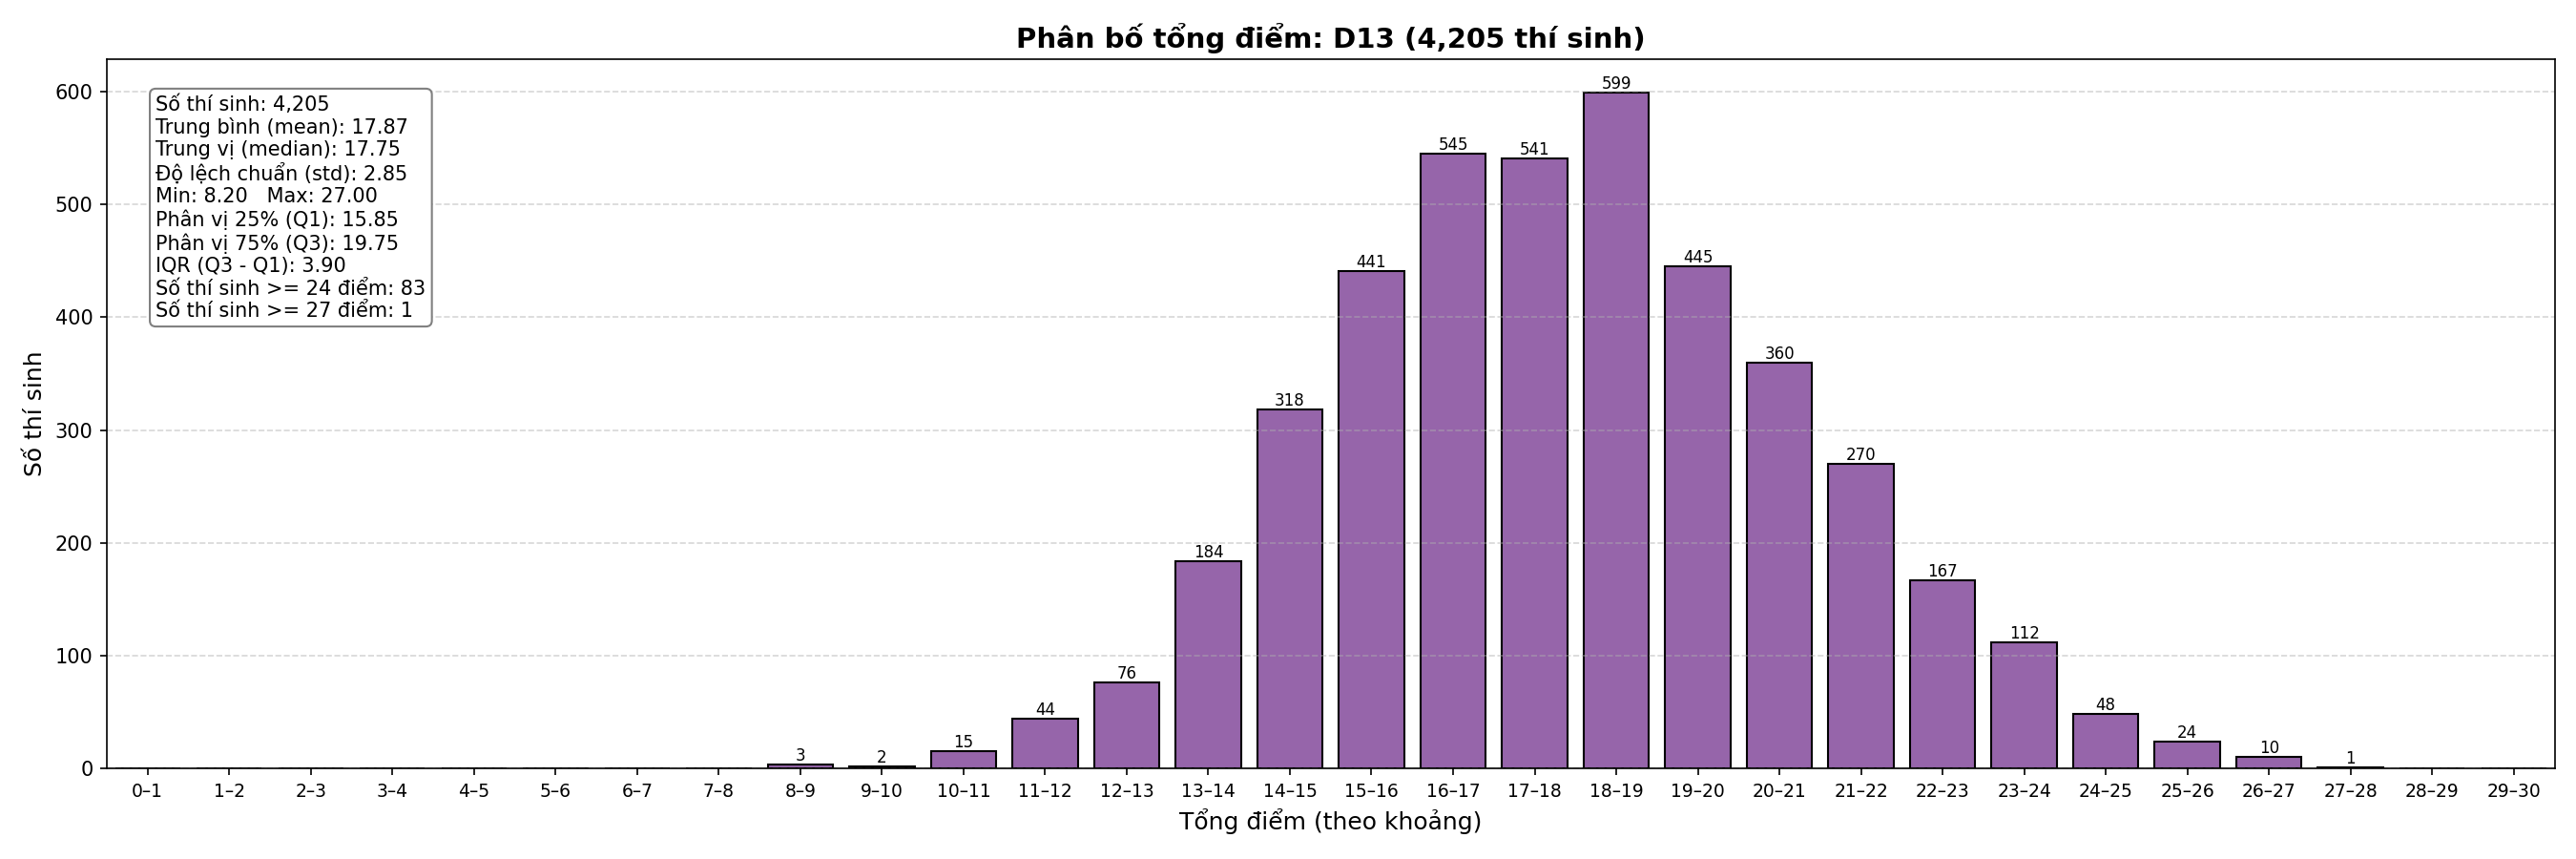 Phân bố tổng điểm: D13 (4,205 thí sinh)
Số thí sinh: 4,205
Trung bình (mean): 17.87
Trung vị (median): 17.75
Độ lệch chuẩn (std): 2.85
Min: 8.20   Max: 27.00
Phân vị 25% (Q1): 15.85
Phân vị 75% (Q3): 19.75
IQR (Q3 - Q1): 3.90
Số thí sinh >= 24 điểm: 83
Số thí sinh >= 27 điểm: 1
Số thí sinh
600
500
400
300
200
100
0
3
2
15
44
76
184
318
441
545
541
599
445
360
270
167
112
48
24
10
1
0–1 1–2 2–3 3–4 4–5 5–6 6–7 7–8 8–9 9–10 10–11 11–12 12–13 13–14 14–15 15–16 16–17 17–18 18–19 19–20 20–21 21–22 22–23 23–24 24–25 25–26 26–27 27–28 28–29 29–30
Tổng điểm (theo khoảng)